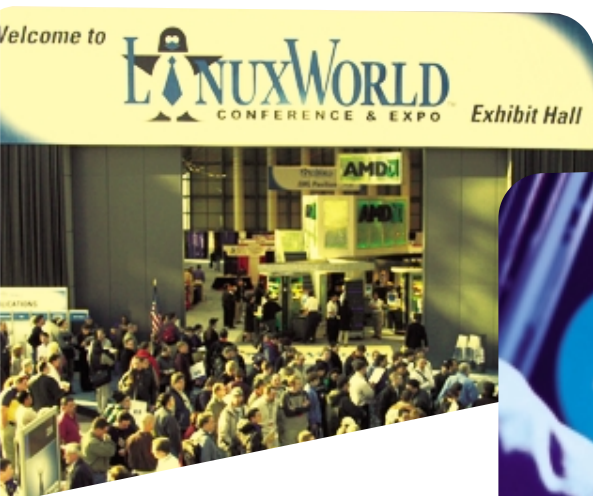 Welcome to
LINUXWORLD
CONFERENCE & EXPO
Exhibit Hall
AMD
AMD